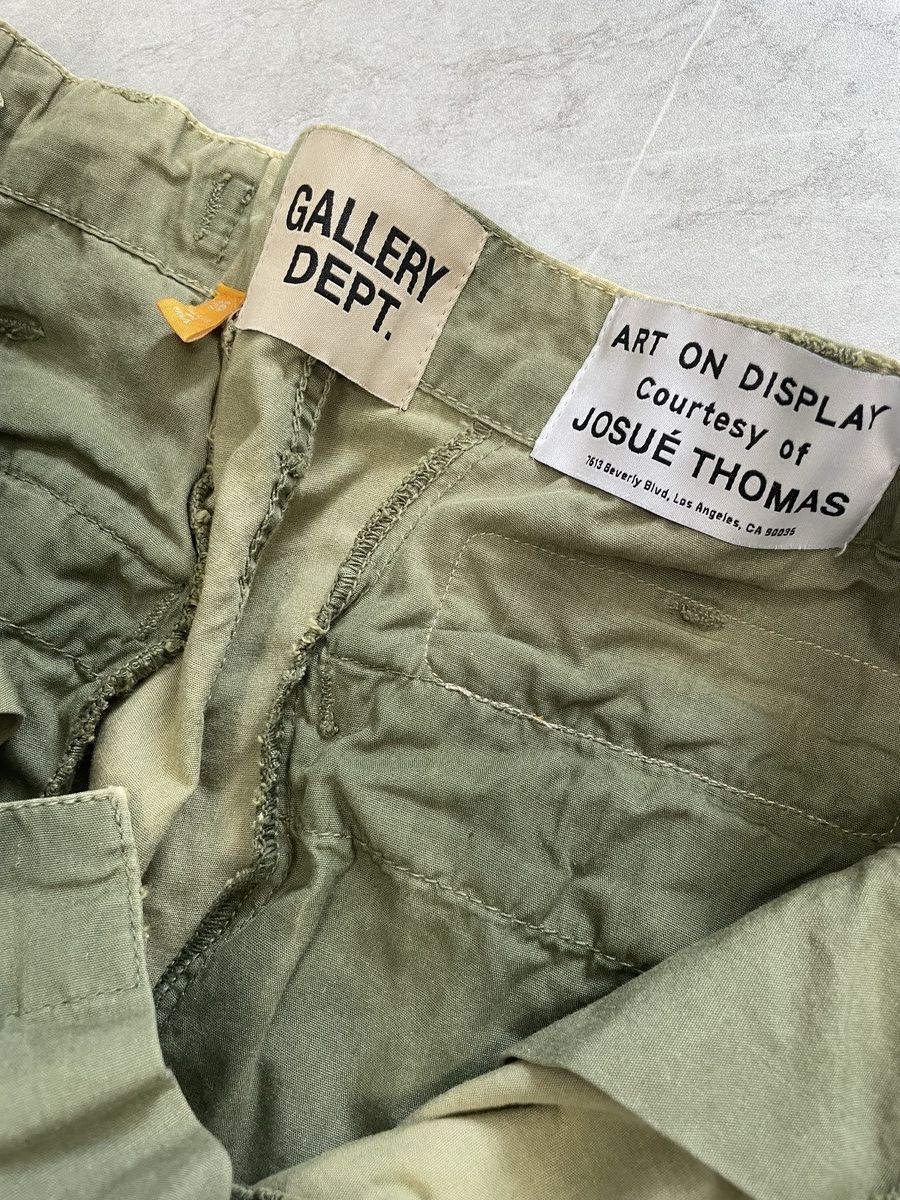 GALLERY
DEPT.
ART ON DISPLAY
Courtesy of
JOSUÉ THOMAS
7613 Beverly Blvd, Los Angeles, CA 90036